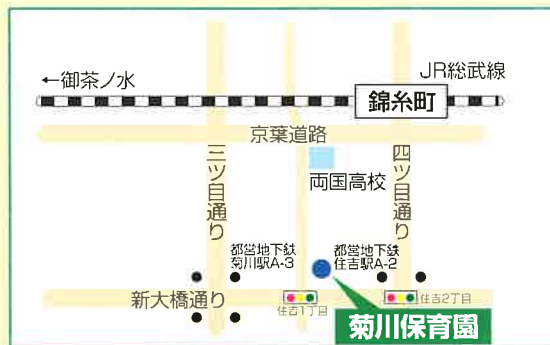 ←御茶ノ水
JR総武線
錦糸町
京葉道路
三ツ目通り
四ツ目通り
両国高校
都営地下鉄
菊川駅A-3
都営地下鉄
住吉駅A-2
新大橋通り
住吉1丁目
住吉2丁目
菊川保育園